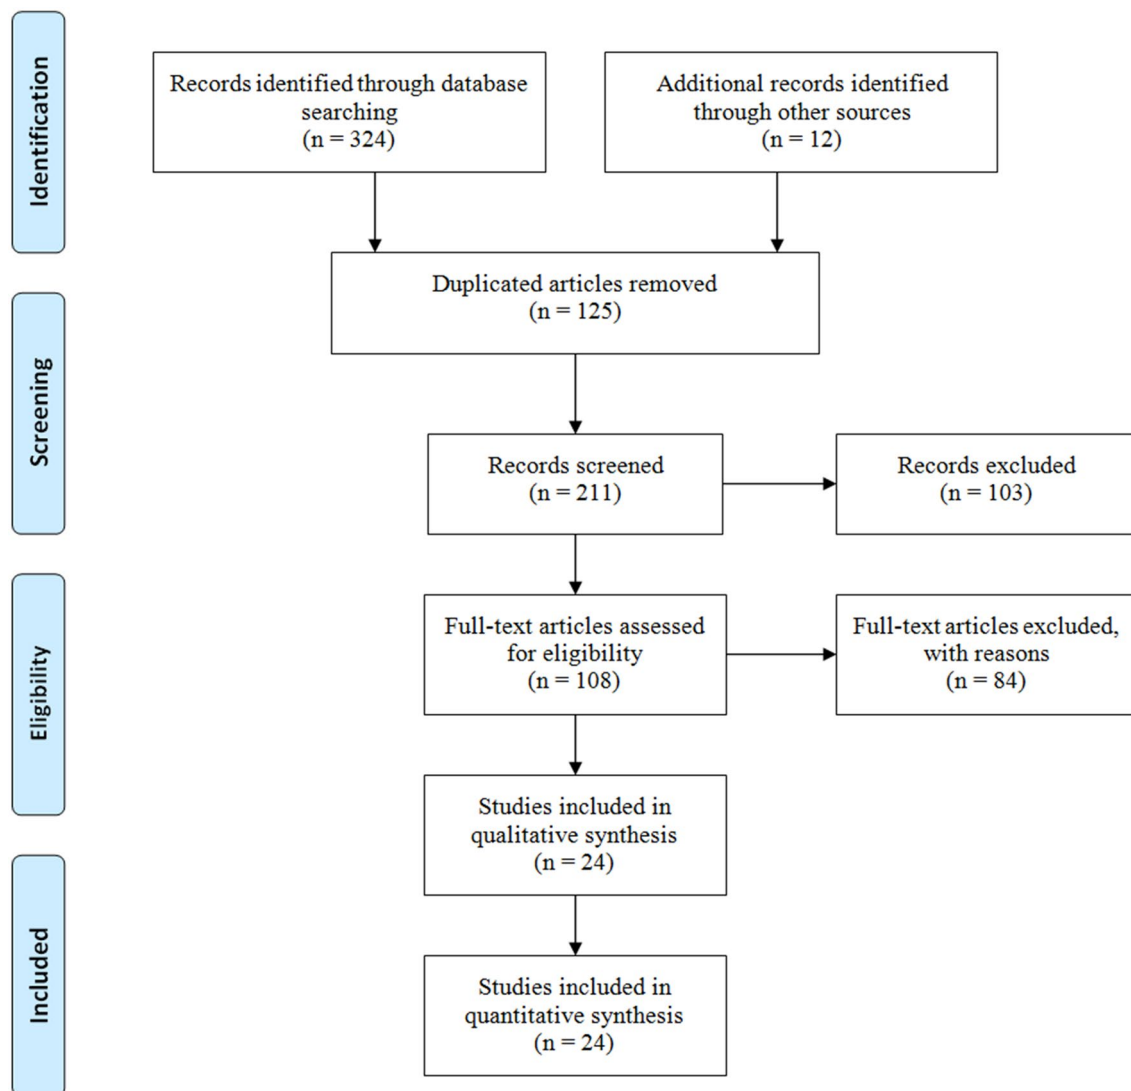 Identification
Records identified through database
searching
(n = 324)
Additional records identified
through other sources
(n = 12)
Duplicated articles removed
(n = 125)
Screening
Records screened
(n = 211)
Records excluded
(n = 103)
Eligibility
Full-text articles assessed
for eligibility
(n = 108)
Full-text articles excluded,
with reasons
(n = 84)
Studies included in
qualitative synthesis
(n = 24)
Included
Studies included in
quantitative synthesis
(n = 24)